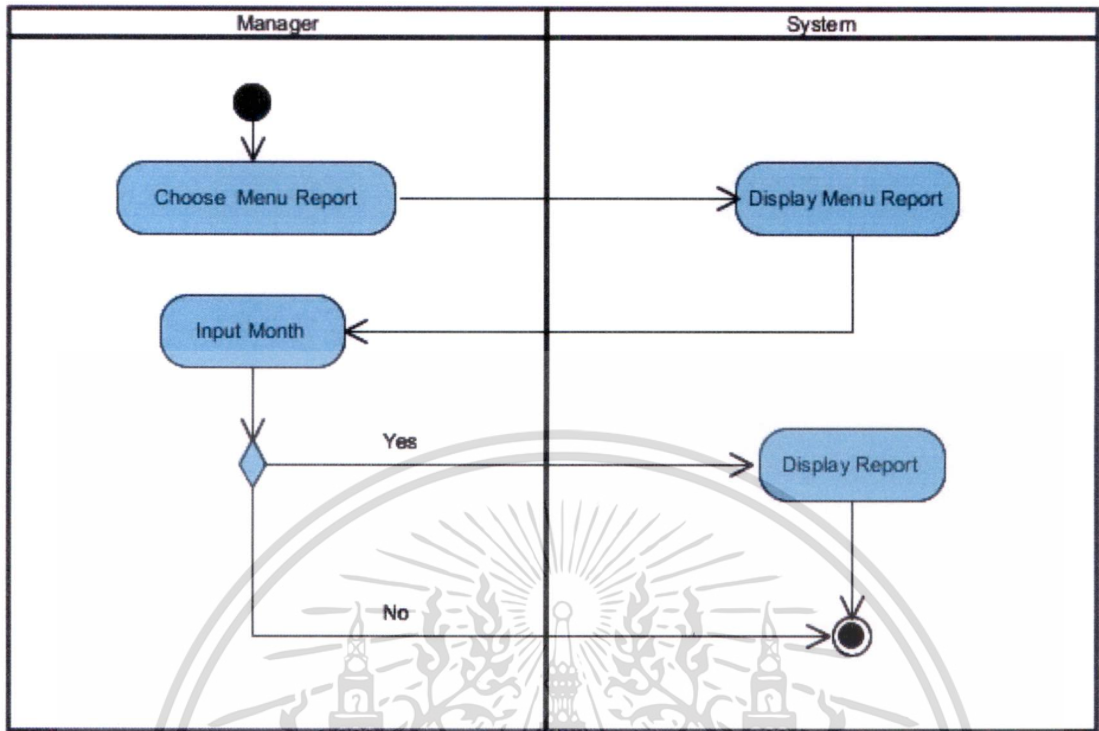 Manager
System
Choose Menu Report
Display Menu Report
Input Month
Yes
Display Report
No